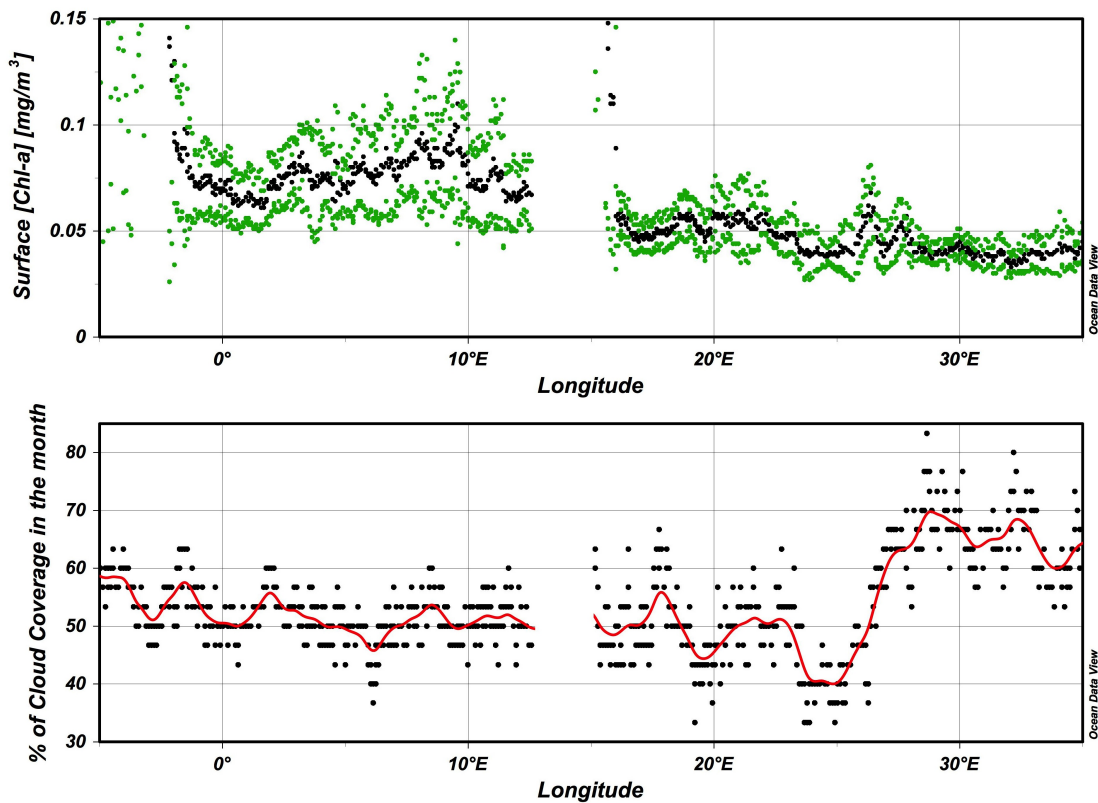 0.15
0.1
0.05
0
Surface [Chl-a] [mg/m³]
0°
10°E
20°E
30°E
Longitude
Ocean Data View
80
70
60
50
40
30
% of Cloud Coverage in the month
0°
10°E
20°E
30°E
Longitude
Ocean Data View